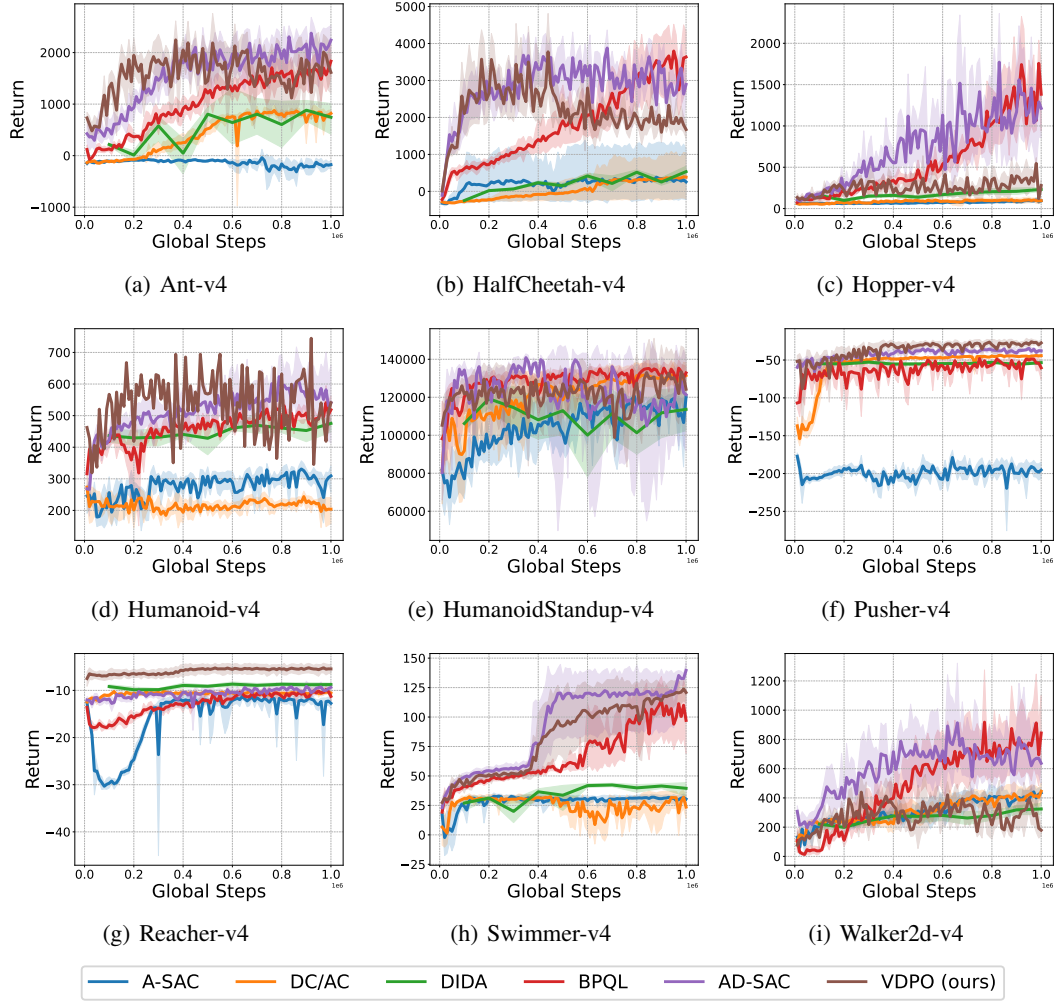 2000
1000
0
−1000
Return
0.0 0.2 0.4 0.6 0.8 1.0
1e6
Global Steps
(a) Ant-v4
5000
4000
3000
2000
1000
0
Return
0.0 0.2 0.4 0.6 0.8 1.0
1e6
Global Steps
(b) HalfCheetah-v4
2000
1500
1000
500
0
Return
0.0 0.2 0.4 0.6 0.8 1.0
1e6
Global Steps
(c) Hopper-v4
700
600
500
400
300
200
Return
0.0 0.2 0.4 0.6 0.8 1.0
1e6
Global Steps
(d) Humanoid-v4
140000
120000
100000
80000
60000
Return
0.0 0.2 0.4 0.6 0.8 1.0
1e6
Global Steps
(e) HumanoidStandup-v4
−50
−100
−150
−200
−250
Return
0.0 0.2 0.4 0.6 0.8 1.0
1e6
Global Steps
(f) Pusher-v4
−10
−20
−30
−40
Return
0.0 0.2 0.4 0.6 0.8 1.0
1e6
Global Steps
(g) Reacher-v4
150
125
100
75
50
25
0
−25
Return
0.0 0.2 0.4 0.6 0.8 1.0
1e6
Global Steps
(h) Swimmer-v4
1200
1000
800
600
400
200
0
Return
0.0 0.2 0.4 0.6 0.8 1.0
1e6
Global Steps
(i) Walker2d-v4
A-SAC DC/AC DIDA BPQL AD-SAC VDPO (ours)